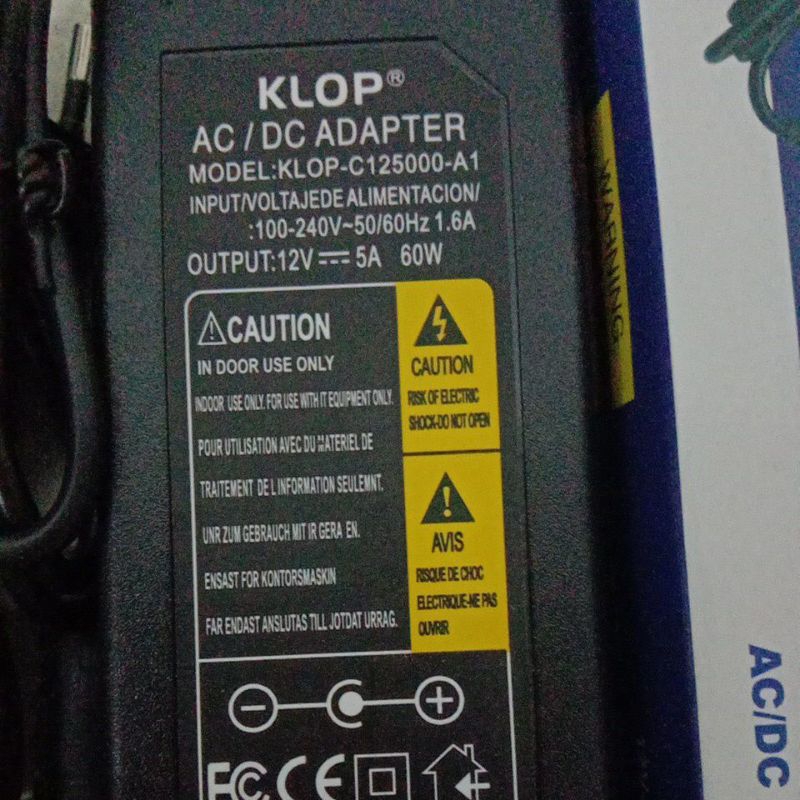 KLOP®
AC / DC ADAPTER
MODEL:KLOP-C125000-A1
INPUT/VOLTAJEDE ALIMENTACION/
:100-240V~50/60Hz 1.6A
OUTPUT:12V ⎓ 5A 60W
⚠CAUTION
IN DOOR USE ONLY
INDOOR USE ONLY. FOR USE WITH IT EQUIPMENT ONLY.
POUR UTILISATION AVEC DU MATERIEL DE
TRAITEMENT DE L INFORMATION SEULEMNT.
UNR ZUM GEBRAUCH MIT IR GERA EN.
ENSAST FOR KONTORSMASKIN
FAR ENDAST ANSLUTAS TILL JOTDAT URRAG.
CAUTION
RISK OF ELECTRIC
SHOCK-DO NOT OPEN
AVIS
RISQUE DE CHOC
ELECTRIQUE-NE PAS
OUVRIR
FC CE
WARNING
AC/DC